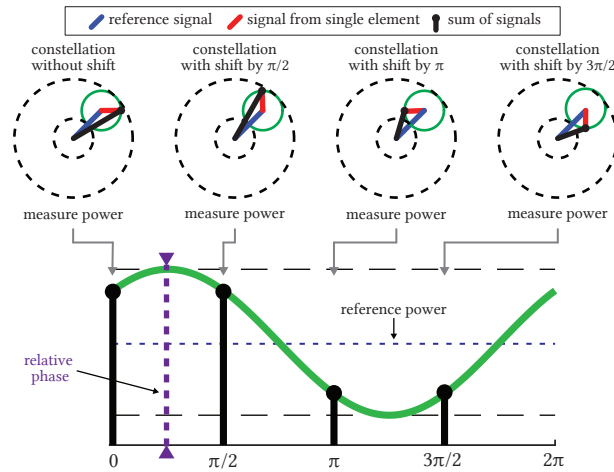 reference signal signal from single element sum of signals
constellation without shift
constellation with shift by π/2
constellation with shift by π
constellation with shift by 3π/2
measure power measure power measure power measure power
reference power
relative phase
0 π/2 π 3π/2 2π